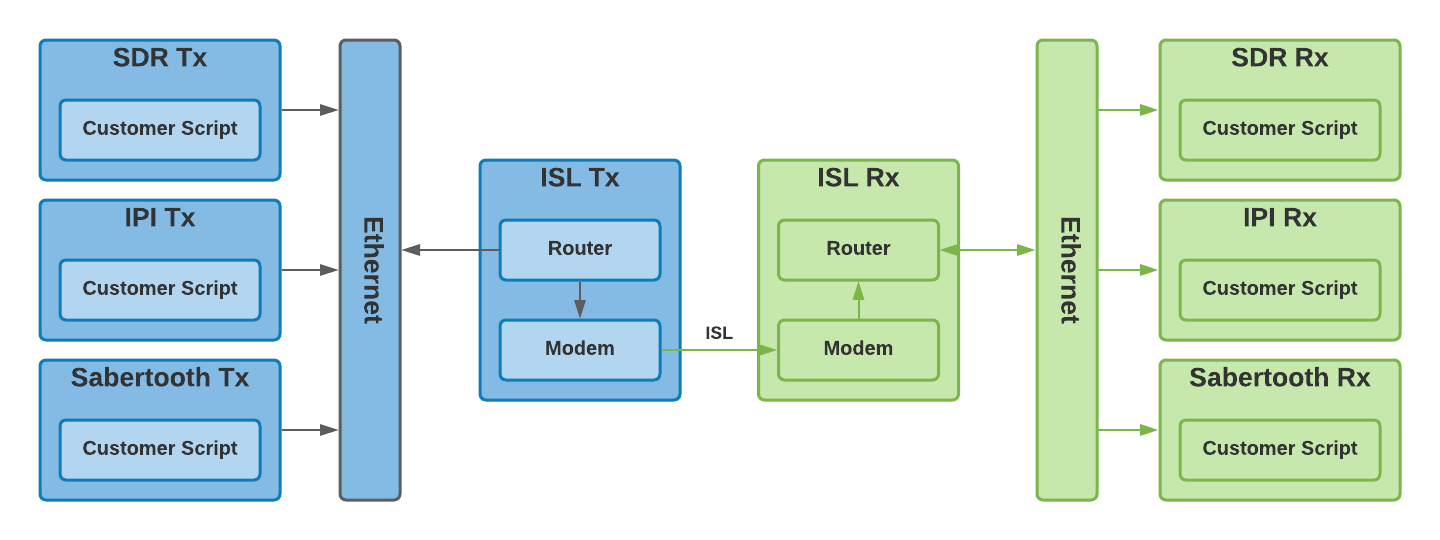 SDR Tx
Customer Script
IPI Tx
Customer Script
Sabertooth Tx
Customer Script
Ethernet
ISL Tx
Router
Modem
ISL
ISL Rx
Router
Modem
Ethernet
SDR Rx
Customer Script
IPI Rx
Customer Script
Sabertooth Rx
Customer Script